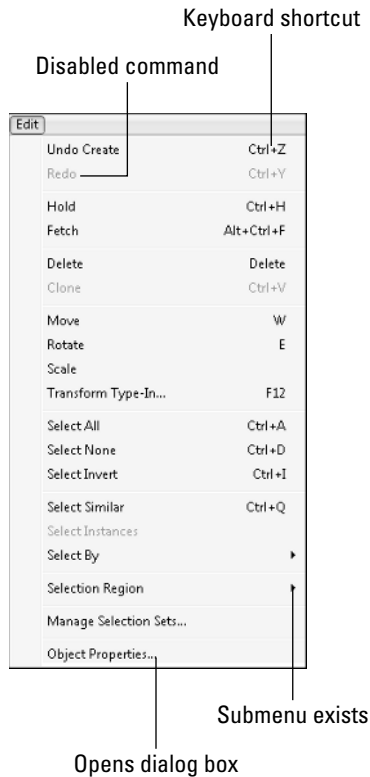 Keyboard shortcut
Disabled command
Edit
Undo Create Ctrl+Z
Redo Ctrl+Y
Hold Ctrl+H
Fetch Alt+Ctrl+F
Delete Delete
Clone Ctrl+V
Move W
Rotate E
Scale
Transform Type-In... F12
Select All Ctrl+A
Select None Ctrl+D
Select Invert Ctrl+I
Select Similar Ctrl+Q
Select Instances
Select By
Selection Region
Manage Selection Sets...
Object Properties...
Submenu exists
Opens dialog box